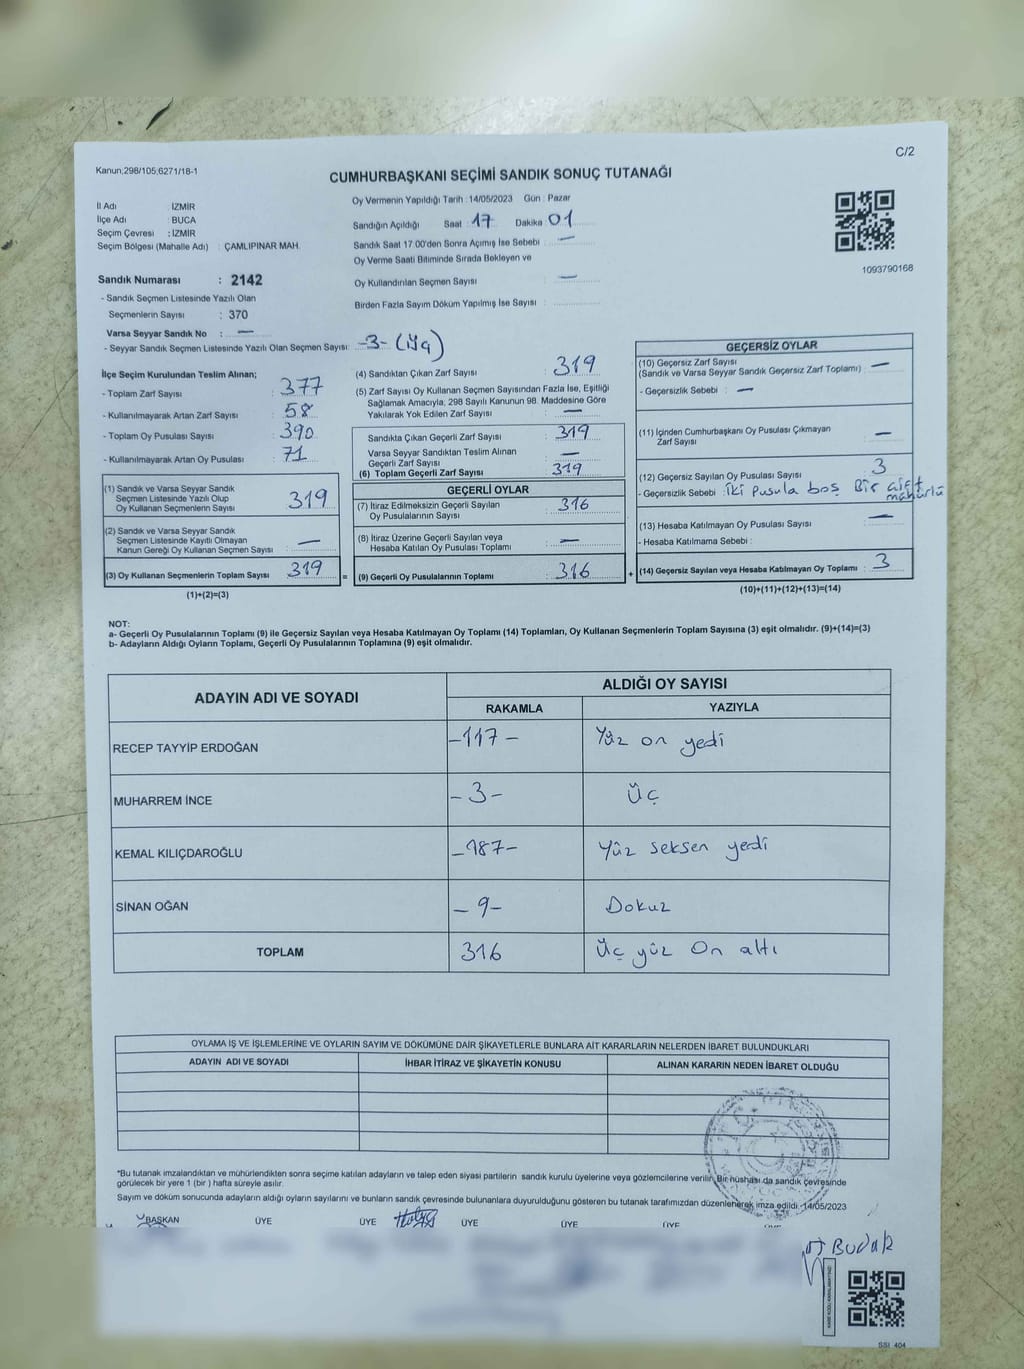 C/2
Kanun;298/105,6271/18-1
CUMHURBAŞKANI SEÇİMİ SANDIK SONUÇ TUTANAĞI
İl Adı : İZMİR
İlçe Adı : BUCA
Seçim Çevresi : İZMİR
Seçim Bölgesi (Mahalle Adı) : ÇAMLIPINAR MAH.
Sandık Numarası : 2142
- Sandık Seçmen Listesinde Yazılı Olan
Seçmenlerin Sayısı : 370
Varsa Seyyar Sandık No : —
- Seyyar Sandık Seçmen Listesinde Yazılı Olan Seçmen Sayısı: -3- (Üç)
Oy Vermenin Yapıldığı Tarih : 14/05/2023 Gün : Pazar
Sandığın Açıldığı Saat : 17 Dakika : 01
Sandık Saat 17:00'den Sonra Açımış İse Sebebi : —
Oy Verme Saati Bitiminde Sırada Bekleyen ve
Oy Kullandırılan Seçmen Sayısı : —
Birden Fazla Sayım Döküm Yapılmış İse Sayısı :
1093790168
İlçe Seçim Kurulundan Teslim Alınan;
- Toplam Zarf Sayısı : 377
- Kullanılmayarak Artan Zarf Sayısı : 58
- Toplam Oy Pusulası Sayısı : 390
- Kullanılmayarak Artan Oy Pusulası : 71
(1) Sandık ve Varsa Seyyar Sandık
Seçmen Listesinde Yazılı Olup
Oy Kullanan Seçmenlerin Sayısı : 319
(2) Sandık ve Varsa Seyyar Sandık
Seçmen Listesinde Kayıtlı Olmayan
Kanun Gereği Oy Kullanan Seçmen Sayısı : —
(3) Oy Kullanan Seçmenlerin Toplam Sayısı : 319
(1)+(2)=(3)
(4) Sandıktan Çıkan Zarf Sayısı : 319
(5) Zarf Sayısı Oy Kullanan Seçmen Sayısından Fazla İse, Eşitliği
Sağlamak Amacıyla; 298 Sayılı Kanunun 98. Maddesine Göre
Yakılarak Yok Edilen Zarf Sayısı : —
Sandıkta Çıkan Geçerli Zarf Sayısı : 319
Varsa Seyyar Sandıktan Teslim Alınan
Geçerli Zarf Sayısı : —
(6) Toplam Geçerli Zarf Sayısı : 319
GEÇERLİ OYLAR
(7) İtiraz Edilmeksizin Geçerli Sayılan
Oy Pusulalarının Sayısı : 316
(8) İtiraz Üzerine Geçerli Sayılan veya
Hesaba Katılan Oy Pusulası Toplamı : —
= (9) Geçerli Oy Pusulalarının Toplamı : 316
GEÇERSİZ OYLAR
(10) Geçersiz Zarf Sayısı
(Sandık ve Varsa Seyyar Sandık Geçersiz Zarf Toplamı) : —
- Geçersizlik Sebebi : —
(11) İçinden Cumhurbaşkanı Oy Pusulası Çıkmayan
Zarf Sayısı : —
(12) Geçersiz Sayılan Oy Pusulası Sayısı : 3
- Geçersizlik Sebebi : İki pusula boş Bir çift
mühürlü
(13) Hesaba Katılmayan Oy Pusulası Sayısı : —
- Hesaba Katılmama Sebebi :
+ (14) Geçersiz Sayılan veya Hesaba Katılmayan Oy Toplamı : 3
(10)+(11)+(12)+(13)=(14)
NOT:
a- Geçerli Oy Pusulalarının Toplamı (9) ile Geçersiz Sayılan veya Hesaba Katılmayan Oy Toplamı (14) Toplamları, Oy Kullanan Seçmenlerin Toplam Sayısına (3) eşit olmalıdır. (9)+(14)=(3)
b- Adayların Aldığı Oyların Toplamı, Geçerli Oy Pusulalarının Toplamına (9) eşit olmalıdır.
ADAYIN ADI VE SOYADI ALDIĞI OY SAYISI
RAKAMLA YAZIYLA
RECEP TAYYİP ERDOĞAN -117- Yüz on yedi
MUHARREM İNCE -3- Üç
KEMAL KILIÇDAROĞLU -187- Yüz seksen yedi
SİNAN OĞAN -9- Dokuz
TOPLAM 316 Üç yüz On altı
OYLAMA İŞ VE İŞLEMLERİNE VE OYLARIN SAYIM VE DÖKÜMÜNE DAİR ŞİKAYETLERLE BUNLARA AİT KARARLARIN NELERDEN İBARET BULUNDUKLARI
ADAYIN ADI VE SOYADI İHBAR İTİRAZ VE ŞİKAYETİN KONUSU ALINAN KARARIN NEDEN İBARET OLDUĞU
*Bu tutanak imzalandıktan ve mühürlendikten sonra seçime katılan adayların ve talep eden siyasi partilerin sandık kurulu üyelerine veya gözlemcilerine verilir. Bir nüshası da sandık çevresinde
görülecek bir yere 1 (bir) hafta süreyle asılır.
Sayım ve döküm sonucunda adayların aldığı oyların sayılarını ve bunların sandık çevresinde bulunanlara duyurulduğunu gösteren bu tutanak tarafımızdan düzenlenerek imza edildi. 14/05/2023
BAŞKAN ÜYE ÜYE ÜYE ÜYE ÜYE
Budak
SSI 404